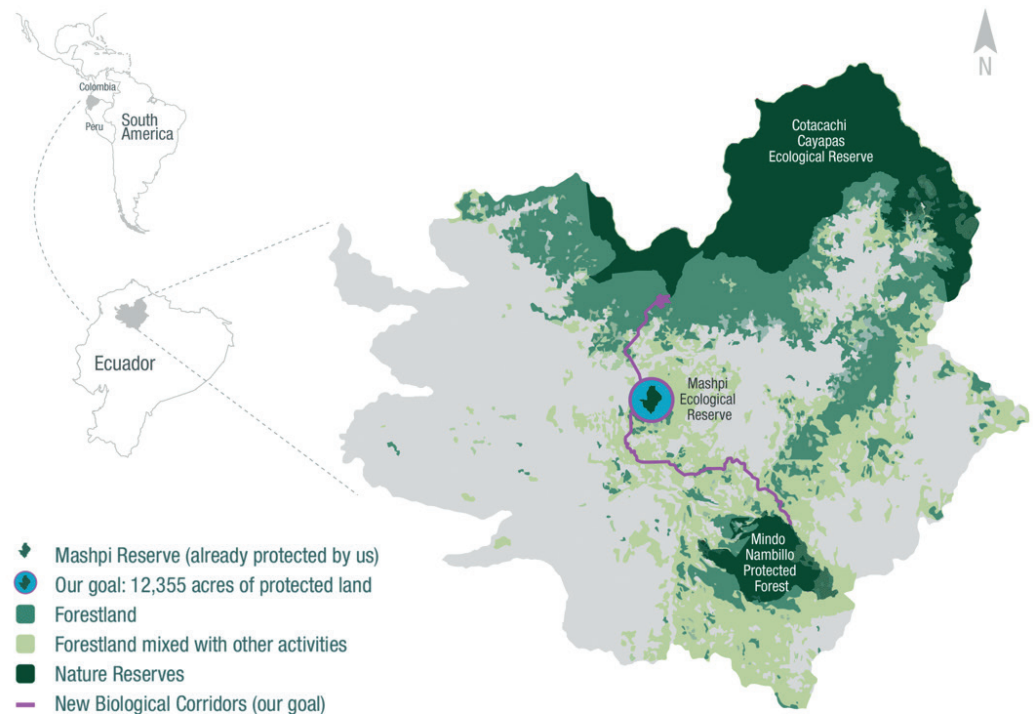 Colombia
Peru
South
America
Ecuador
N
Cotacachi
Cayapas
Ecological Reserve
Mashpi
Ecological
Reserve
Mindo
Nambillo
Protected
Forest
Mashpi Reserve (already protected by us)
Our goal: 12,355 acres of protected land
Forestland
Forestland mixed with other activities
Nature Reserves
New Biological Corridors (our goal)